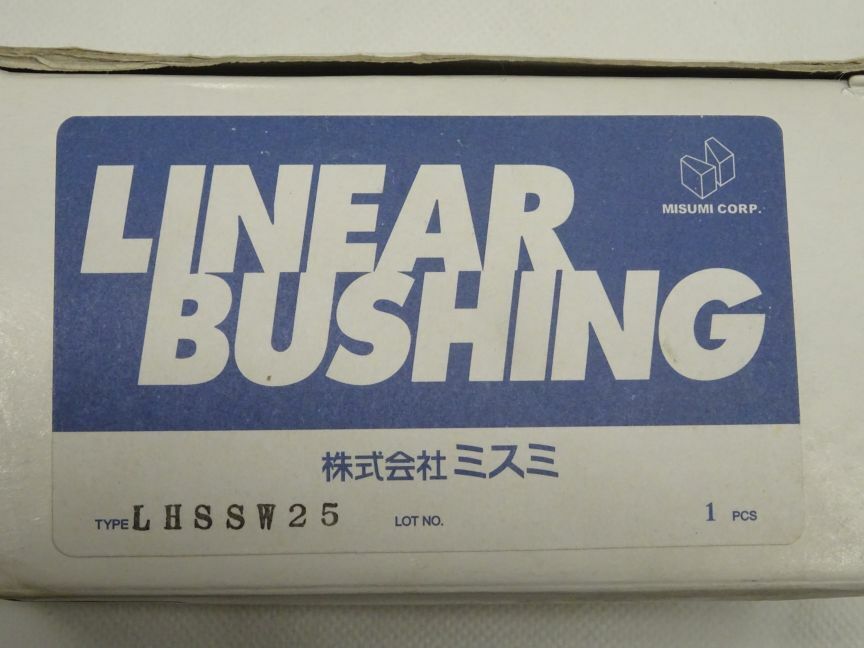 LINEAR
BUSHING
MISUMI CORP.
株式会社ミスミ
TYPE LHSSW25 LOT NO. 1 PCS